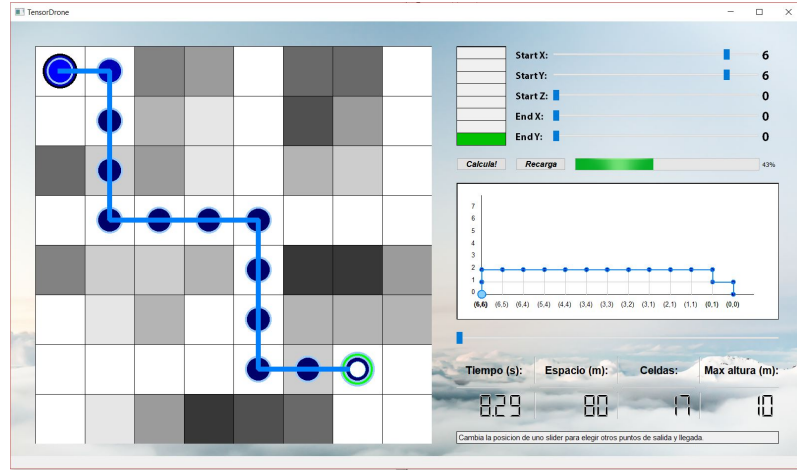 TensorDrone
Start X: 6
Start Y: 6
Start Z: 0
End X: 0
End Y: 0
Calcula! Recarga 43%
7
6
5
4
3
2
1
0
(6,6) (6,5) (6,4) (5,4) (4,4) (3,4) (3,3) (3,2) (3,1) (2,1) (1,1) (0,1) (0,0)
Tiempo (s): Espacio (m): Celdas: Max altura (m):
8.29 80 17 10
Cambia la posicion de uno slider para elegir otros puntos de salida y llegada.